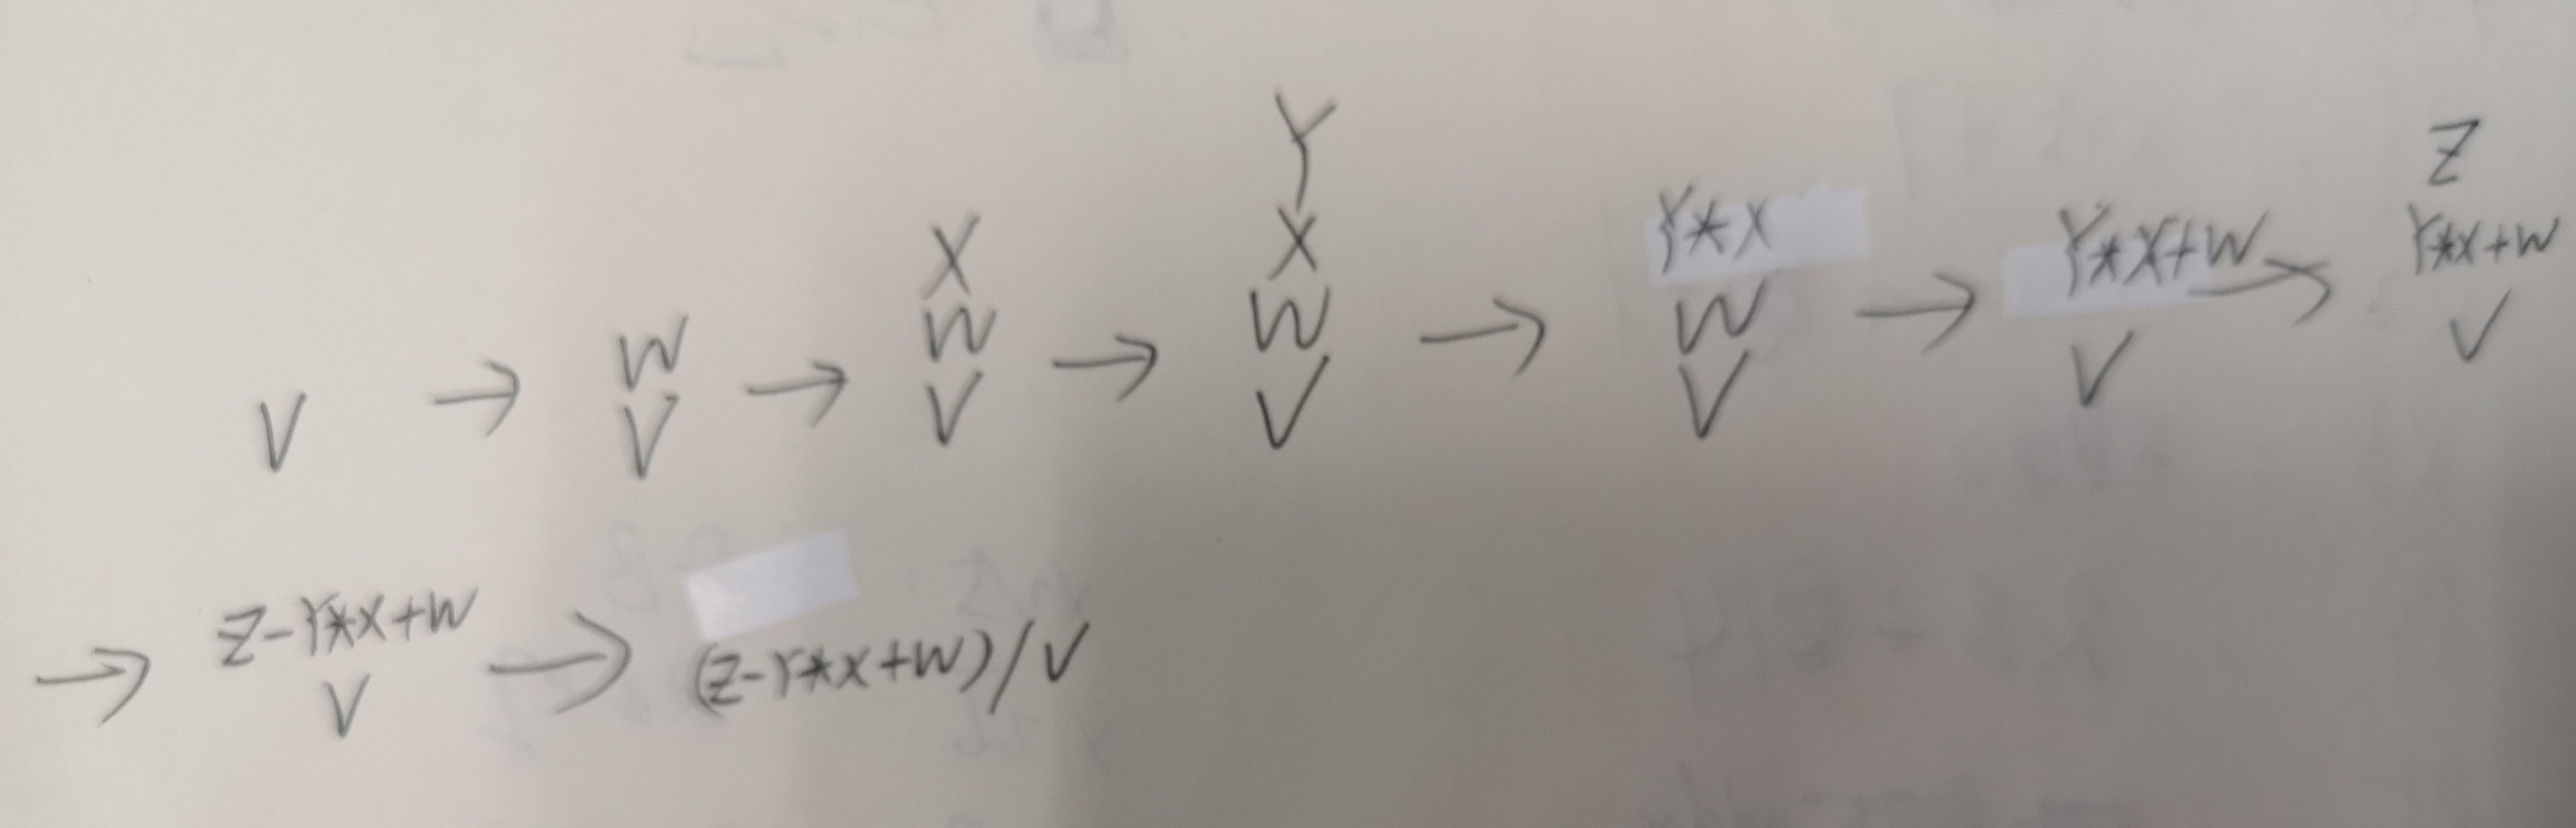 V → W V → X W V → Y X W V → Y*X W V → Y*X+W V → Z Y*X+W V
→ Z-Y*X+W V → (Z-Y*X+W)/V